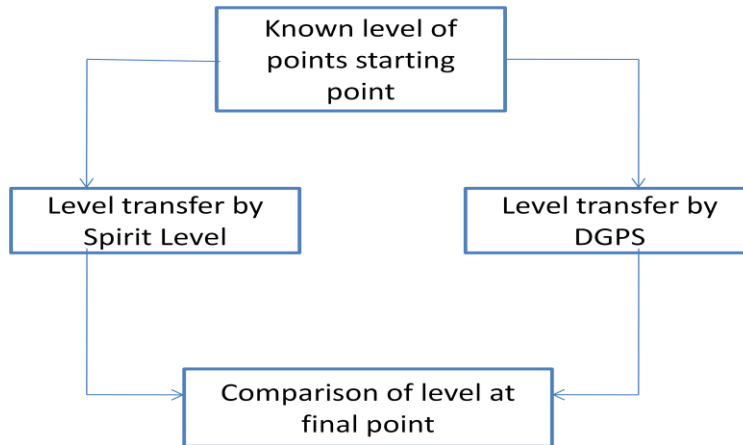 Known level of
points starting
point
Level transfer by
Spirit Level
Level transfer by
DGPS
Comparison of level at
final point